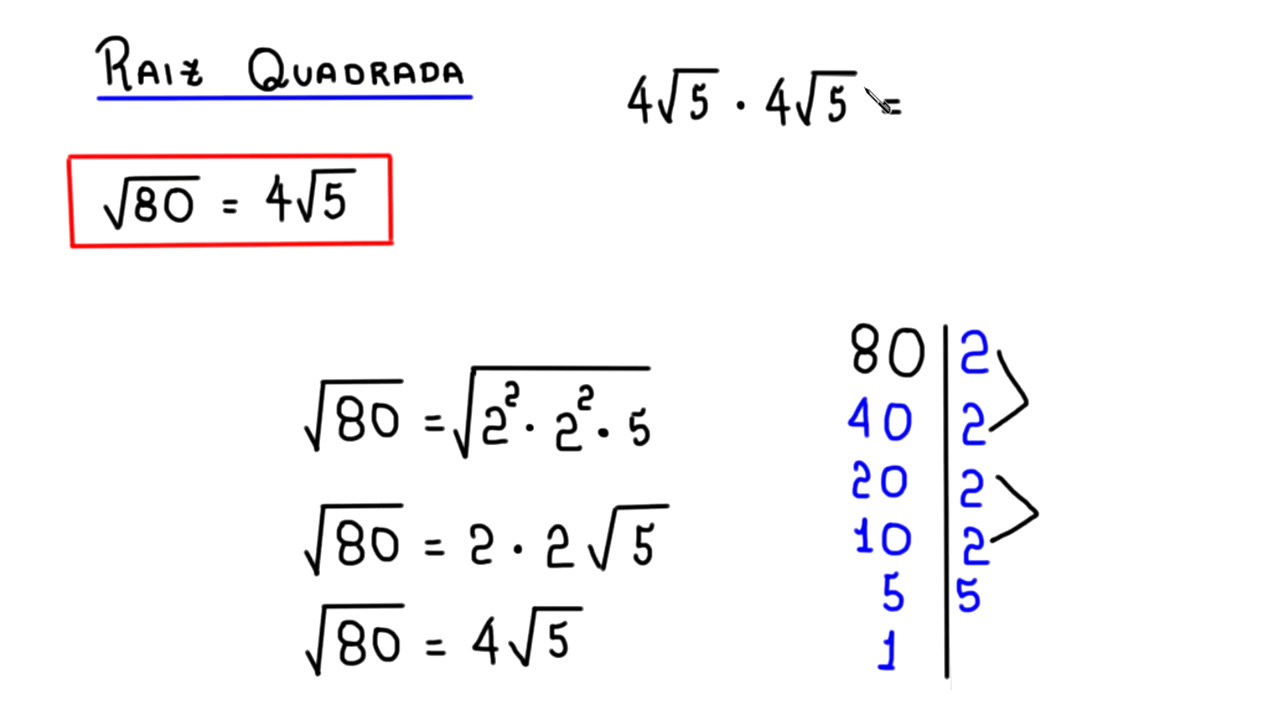 RAIZ QUADRADA
4√5 · 4√5 =
√80 = 4√5
√80 = √2² · 2² · 5
√80 = 2 · 2√5
√80 = 4√5
80 | 2
40 | 2
20 | 2
10 | 2
5 | 5
1 |